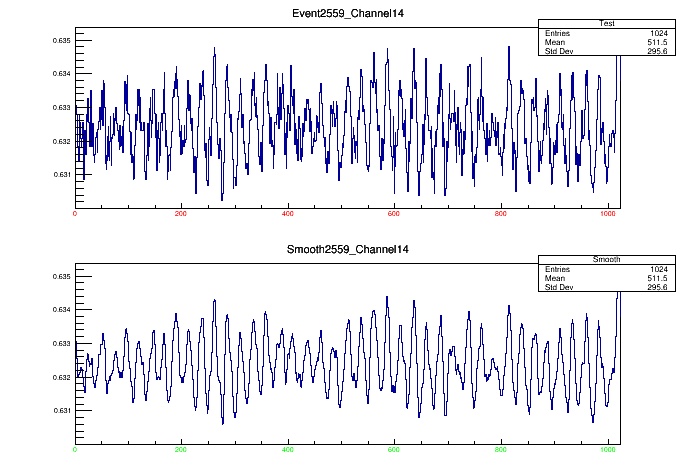 Event2559_Channel14
Test
Entries 1024
Mean 511.5
Std Dev 295.6
0.635
0.634
0.633
0.632
0.631
0 200 400 600 800 1000
Smooth2559_Channel14
Smooth
Entries 1024
Mean 511.5
Std Dev 295.6
0.635
0.634
0.633
0.632
0.631
0 200 400 600 800 1000